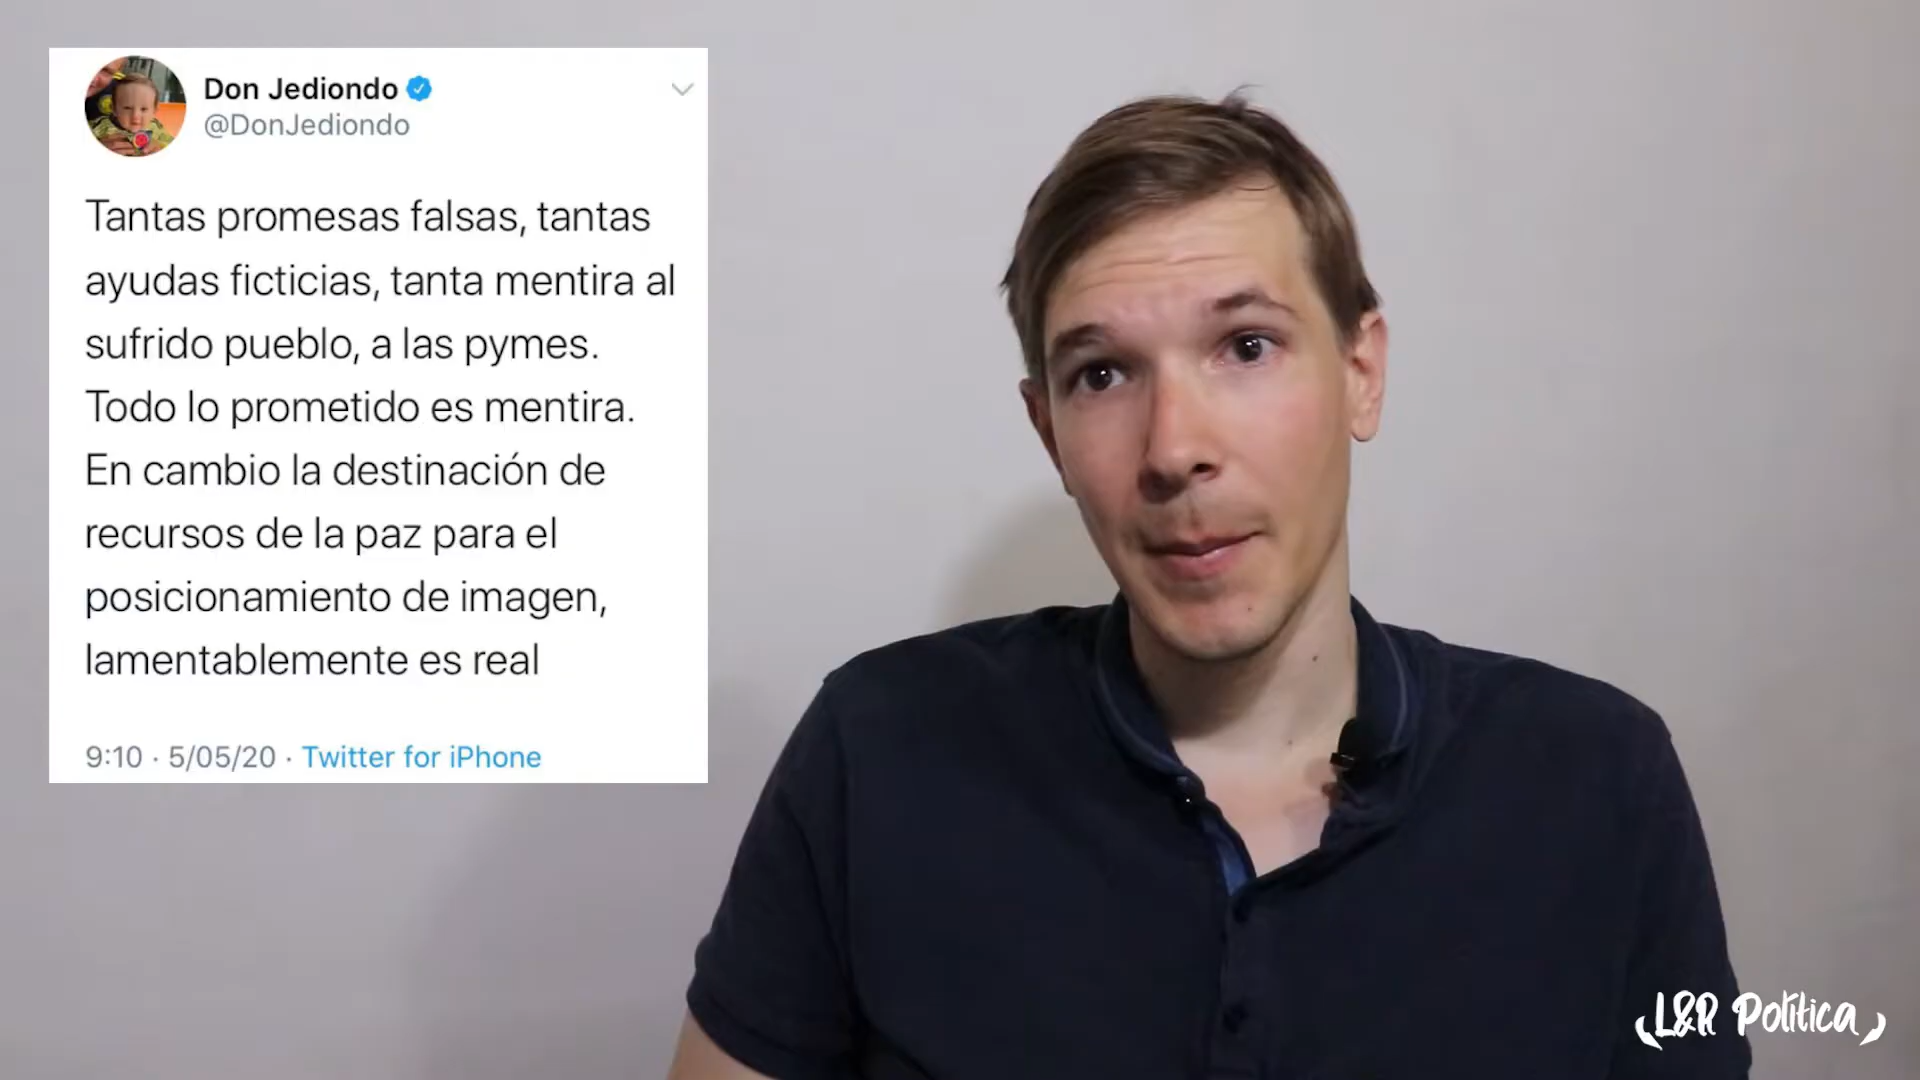 Don Jediondo
@DonJediondo
Tantas promesas falsas, tantas
ayudas ficticias, tanta mentira al
sufrido pueblo, a las pymes.
Todo lo prometido es mentira.
En cambio la destinación de
recursos de la paz para el
posicionamiento de imagen,
lamentablemente es real
9:10 · 5/05/20 · Twitter for iPhone
L&R Política